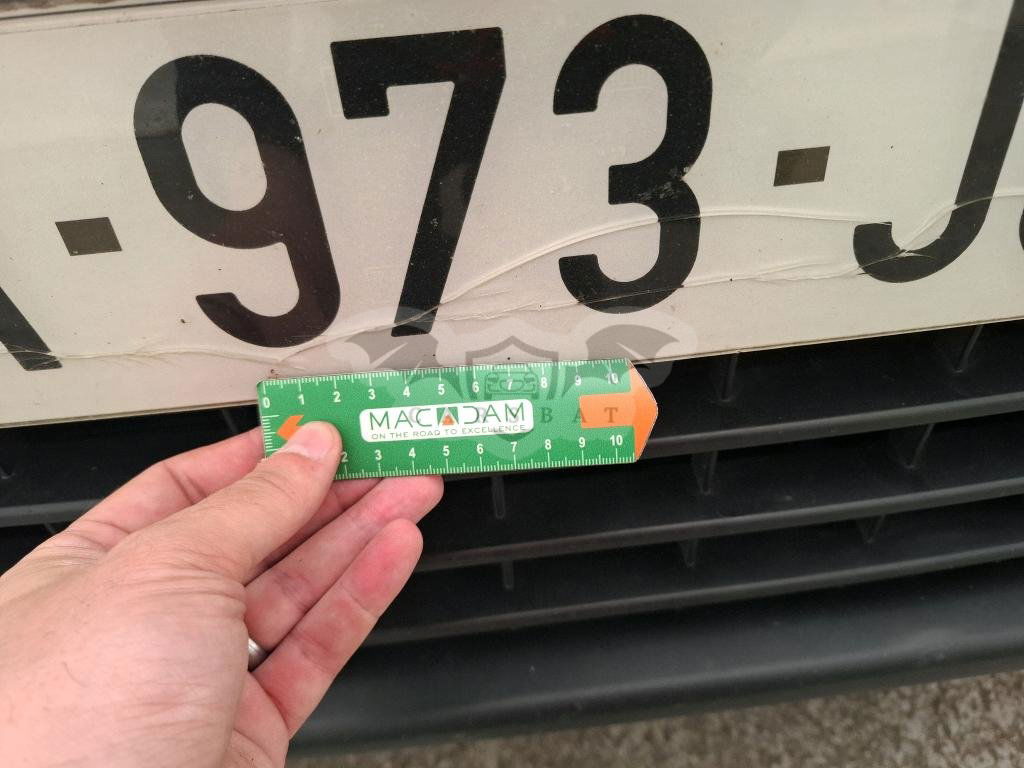 -973-J
0 1 2 3 4 5 6 7 8 9 10
MACADAM
ON THE ROAD TO EXCELLENCE
2 3 4 5 6 7 8 9 10